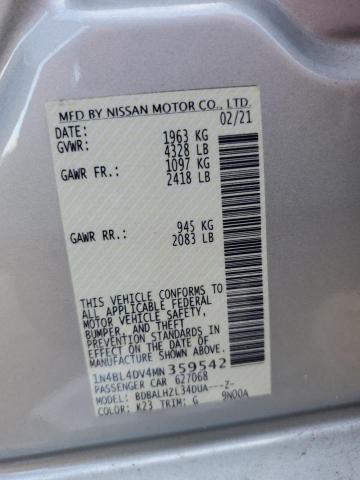 MFD BY NISSAN MOTOR CO., LTD.
DATE: 02/21
GVWR: 1963 KG
4328 LB
GAWR FR.: 1097 KG
2418 LB
GAWR RR.: 945 KG
2083 LB
THIS VEHICLE CONFORMS TO
ALL APPLICABLE FEDERAL
MOTOR VEHICLE SAFETY,
BUMPER, AND THEFT
PREVENTION STANDARDS IN
EFFECT ON THE DATE OF
MANUFACTURE SHOWN ABOVE.
1N4BL4DV4MN359542
PASSENGER CAR 627068
MODEL: BDBALHZL34DUA---Z-
COLOR: K23 TRIM: G 9N00A